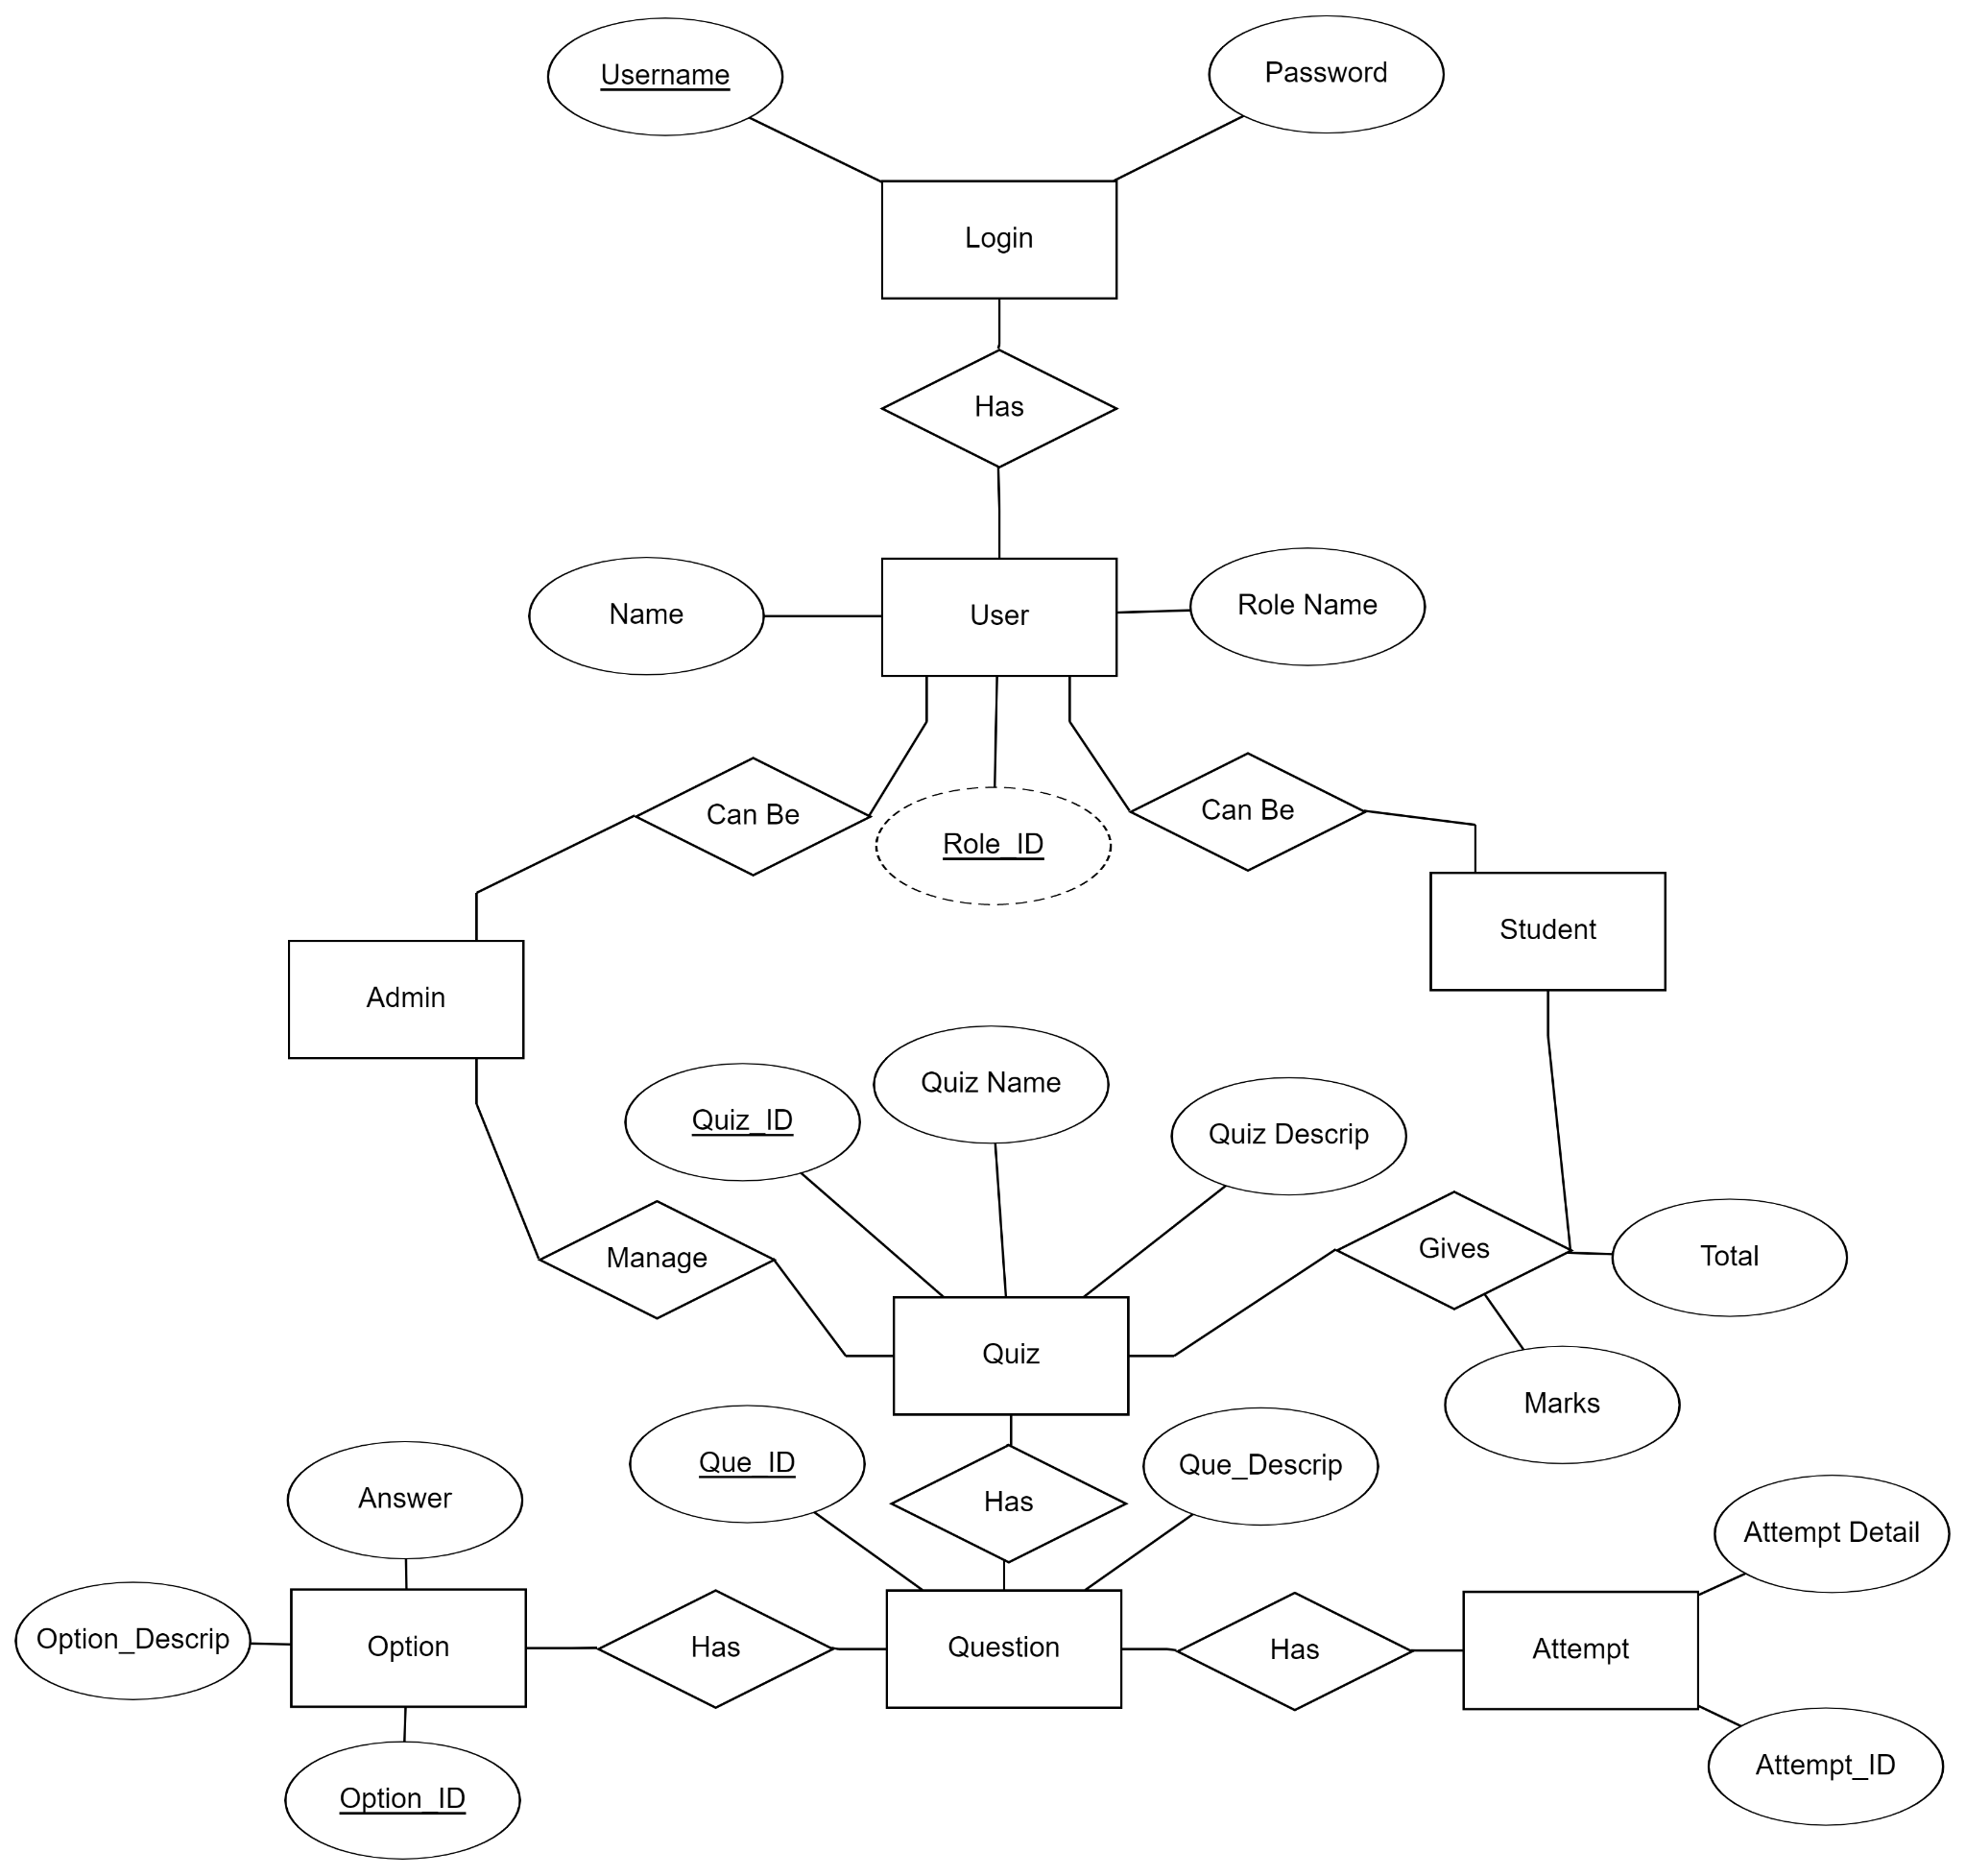 Username
Password
Login
Has
Name
User
Role Name
Can Be
Role_ID
Can Be
Student
Admin
Quiz_ID
Quiz Name
Quiz Descrip
Manage
Gives
Total
Quiz
Marks
Que_ID
Has
Que_Descrip
Answer
Attempt Detail
Option_Descrip
Option
Has
Question
Has
Attempt
Option_ID
Attempt_ID